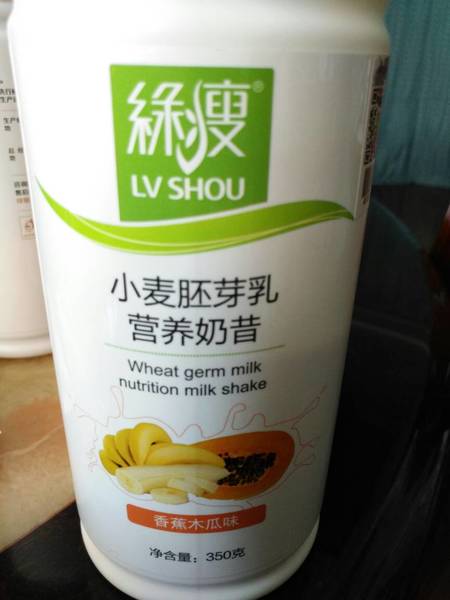 綠瘦®
LV SHOU
小麦胚芽乳
营养奶昔
Wheat germ milk
nutrition milk shake
香蕉木瓜味
净含量：350克